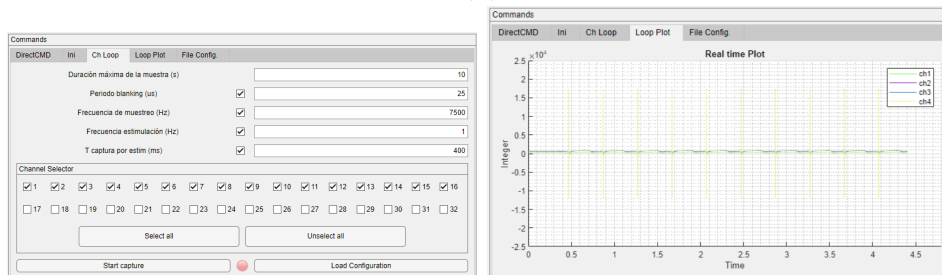 Commands
DirectCMD Ini Ch Loop Loop Plot File Config.
Duración máxima de la muestra (s) 10
Periodo blanking (us) 25
Frecuencia de muestreo (Hz) 7500
Frecuencia estimulación (Hz) 1
T captura por estim (ms) 400
Channel Selector
1 2 3 4 5 6 7 8 9 10 11 12 13 14 15 16
17 18 19 20 21 22 23 24 25 26 27 28 29 30 31 32
Select all Unselect all
Start capture Load Configuration
Commands
DirectCMD Ini Ch Loop Loop Plot File Config.
Real time Plot
×10⁴
2.5
2
1.5
1
0.5
0
-0.5
-1
-1.5
-2
-2.5
Integer
ch1
ch2
ch3
ch4
0 0.5 1 1.5 2 2.5 3 3.5 4 4.5
Time